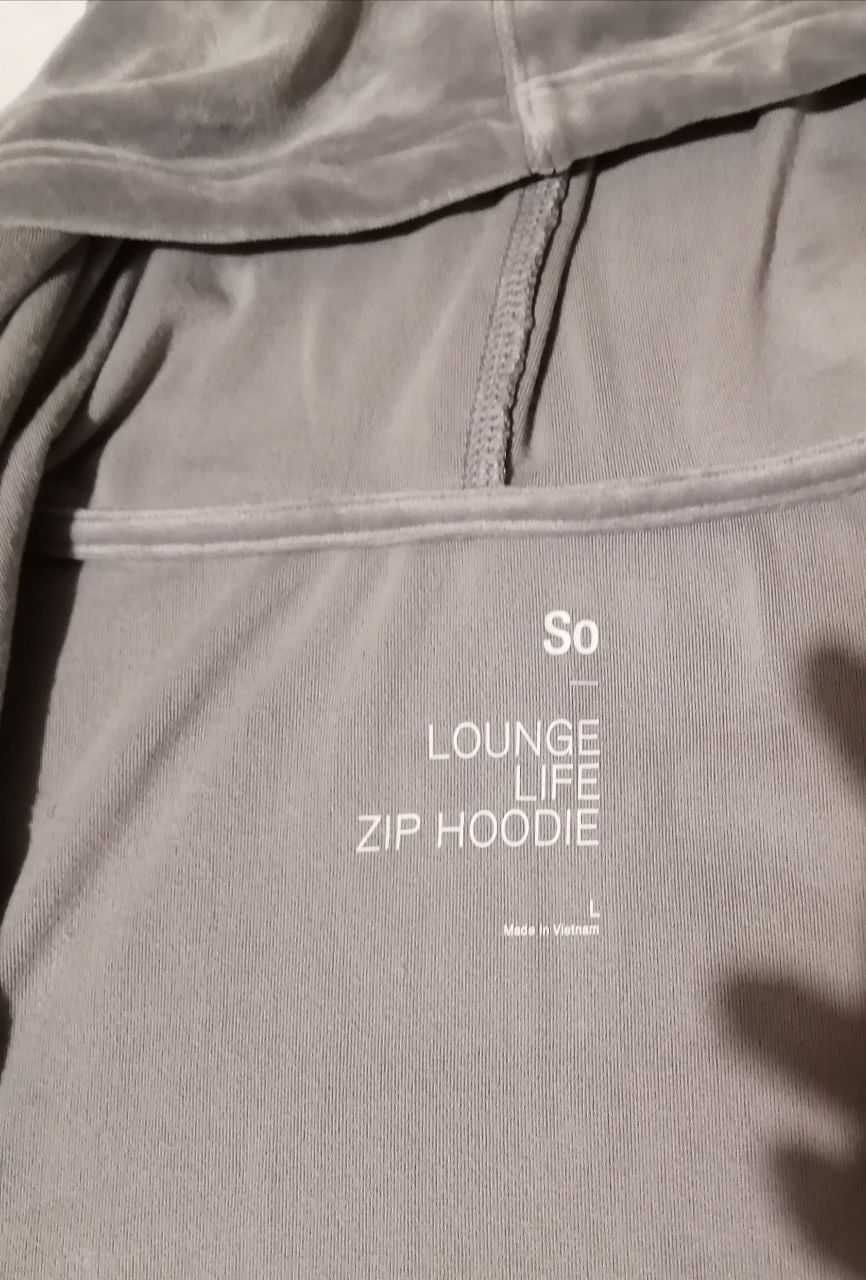 So
LOUNGE
LIFE
ZIP HOODIE
L
Made in Vietnam